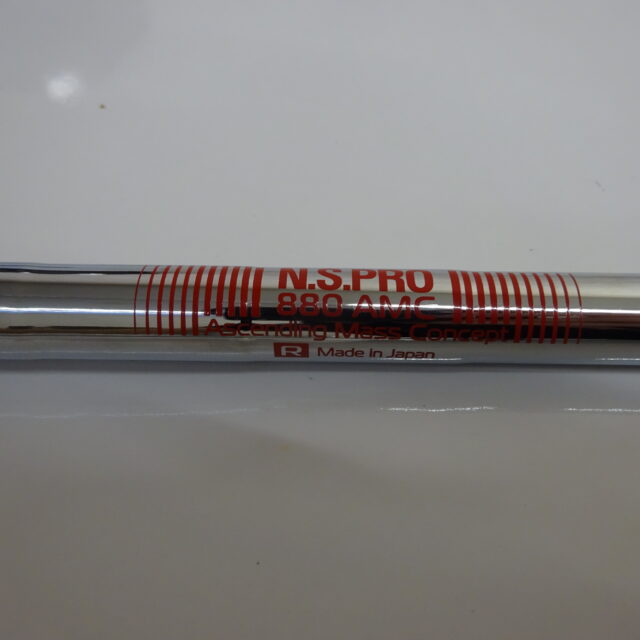 N.S.PRO
880 AMC
Ascending Mass Concept
R Made in Japan